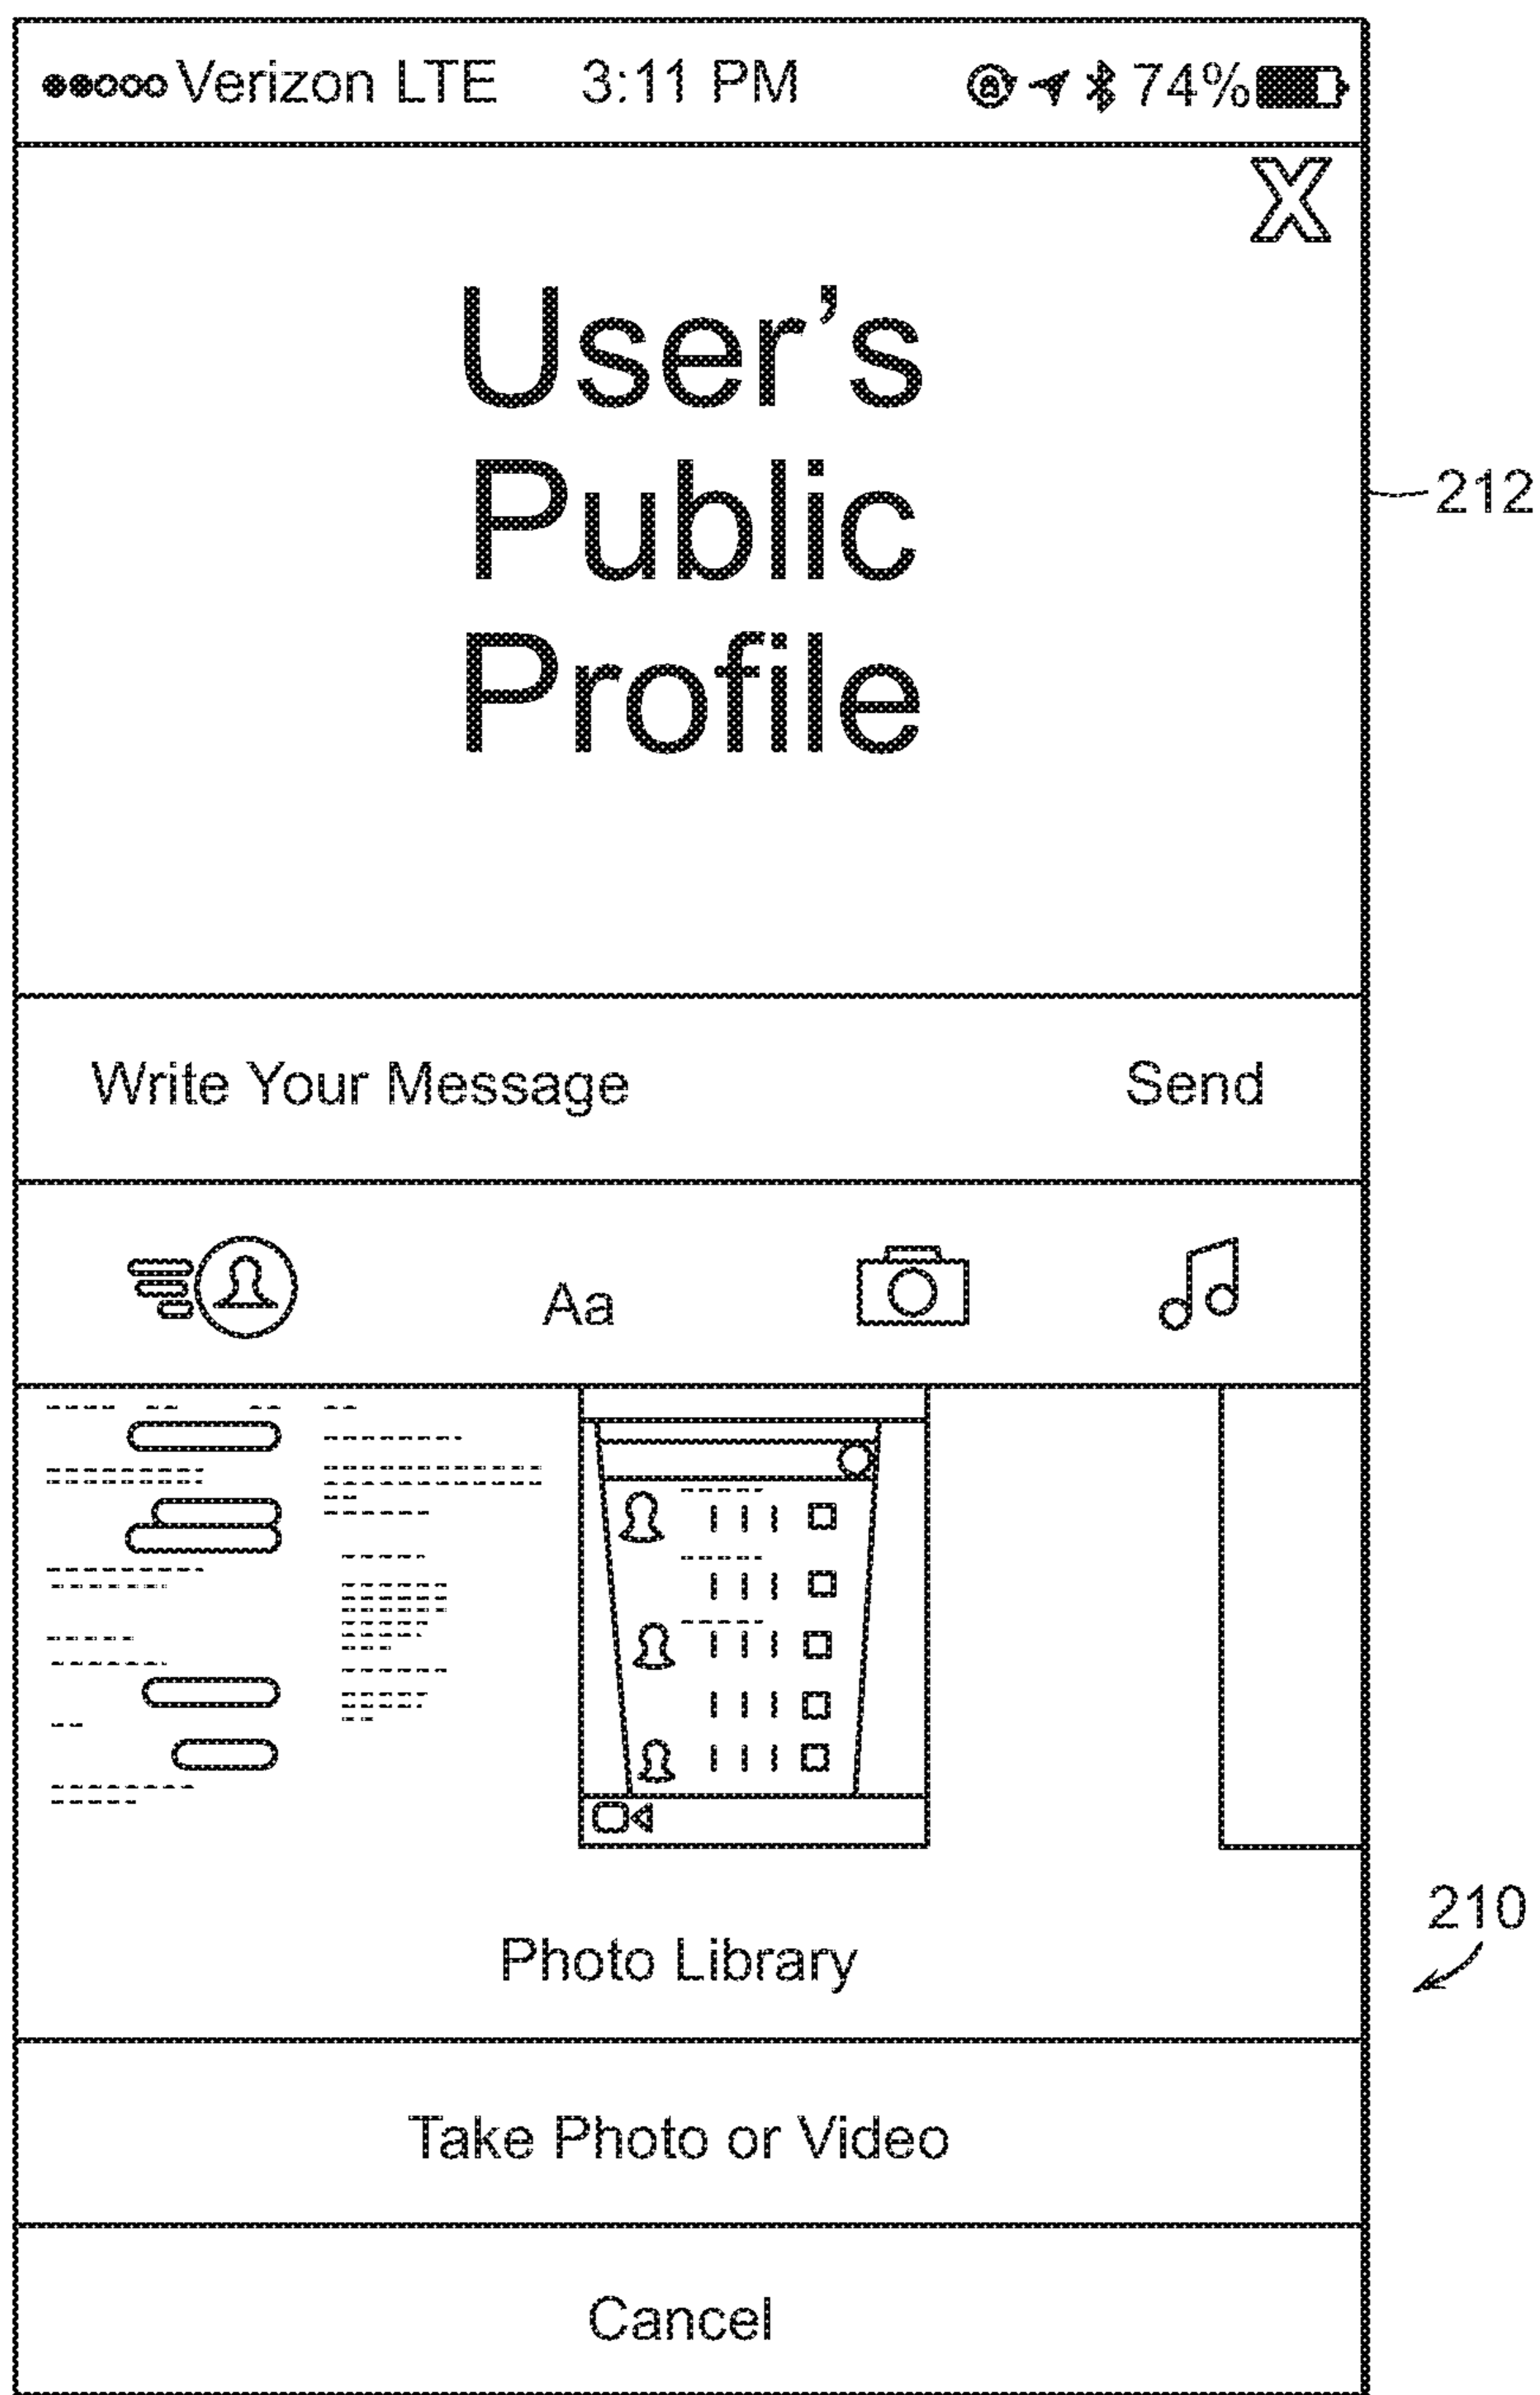 Verizon LTE 3:11 PM 74%
X
User's
Public
Profile
212
Write Your Message Send
Aa
Photo Library
210
Take Photo or Video
Cancel